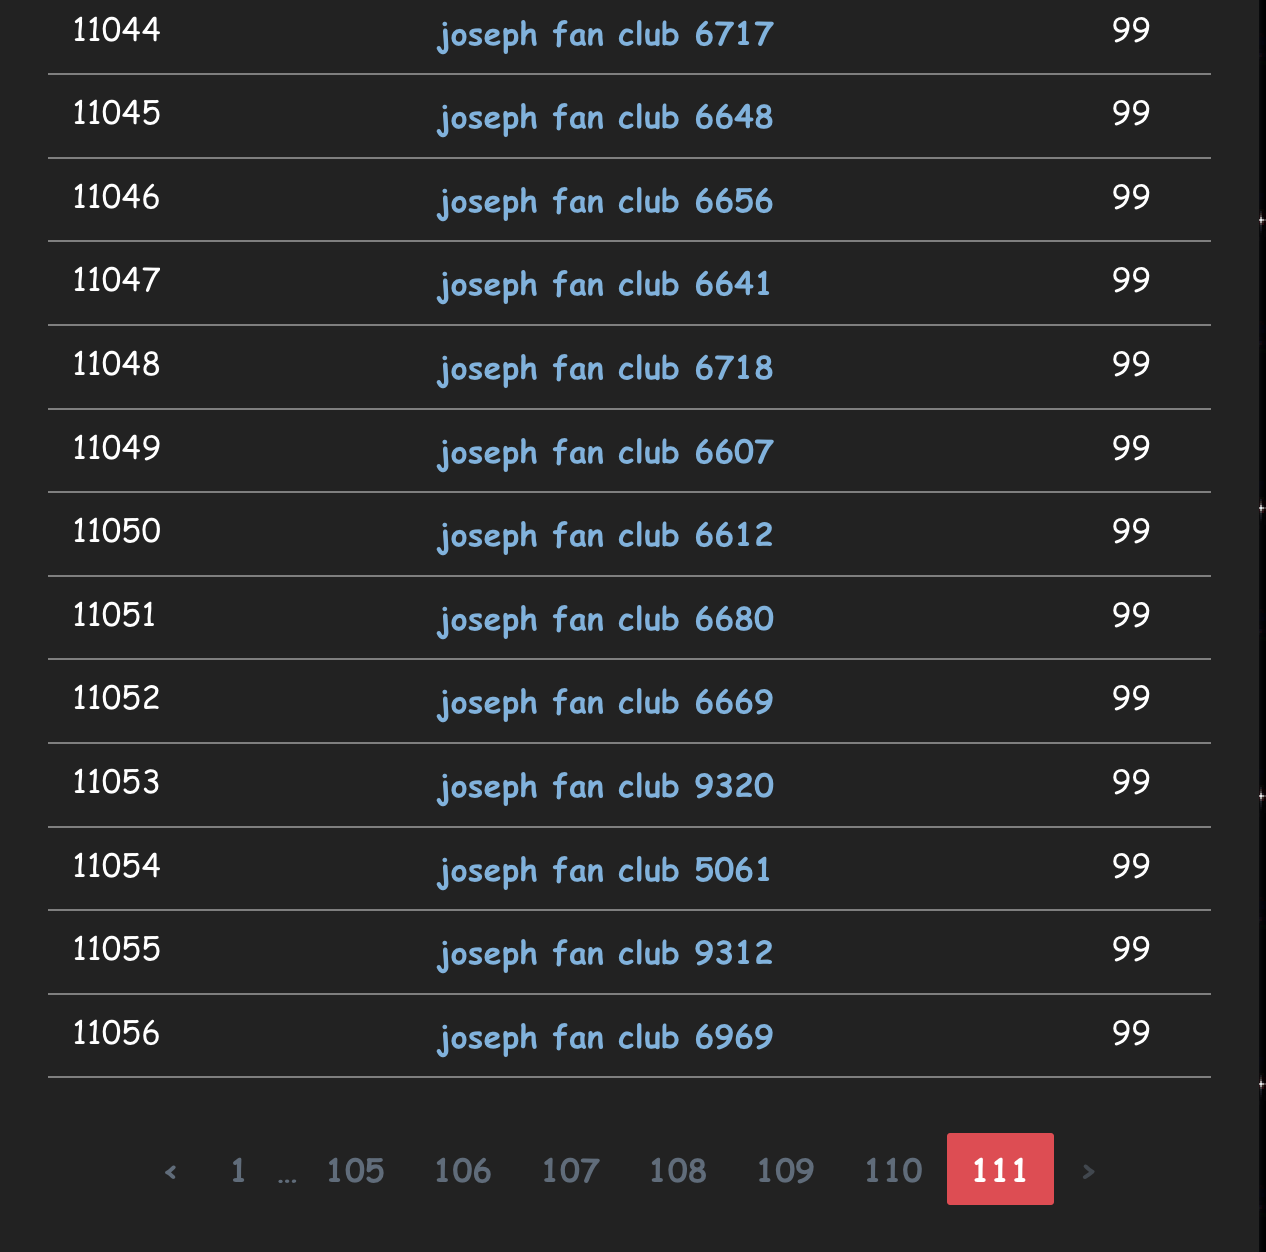 11044 joseph fan club 6717 99
11045 joseph fan club 6648 99
11046 joseph fan club 6656 99
11047 joseph fan club 6641 99
11048 joseph fan club 6718 99
11049 joseph fan club 6607 99
11050 joseph fan club 6612 99
11051 joseph fan club 6680 99
11052 joseph fan club 6669 99
11053 joseph fan club 9320 99
11054 joseph fan club 5061 99
11055 joseph fan club 9312 99
11056 joseph fan club 6969 99
< 1 ... 105 106 107 108 109 110 111 >